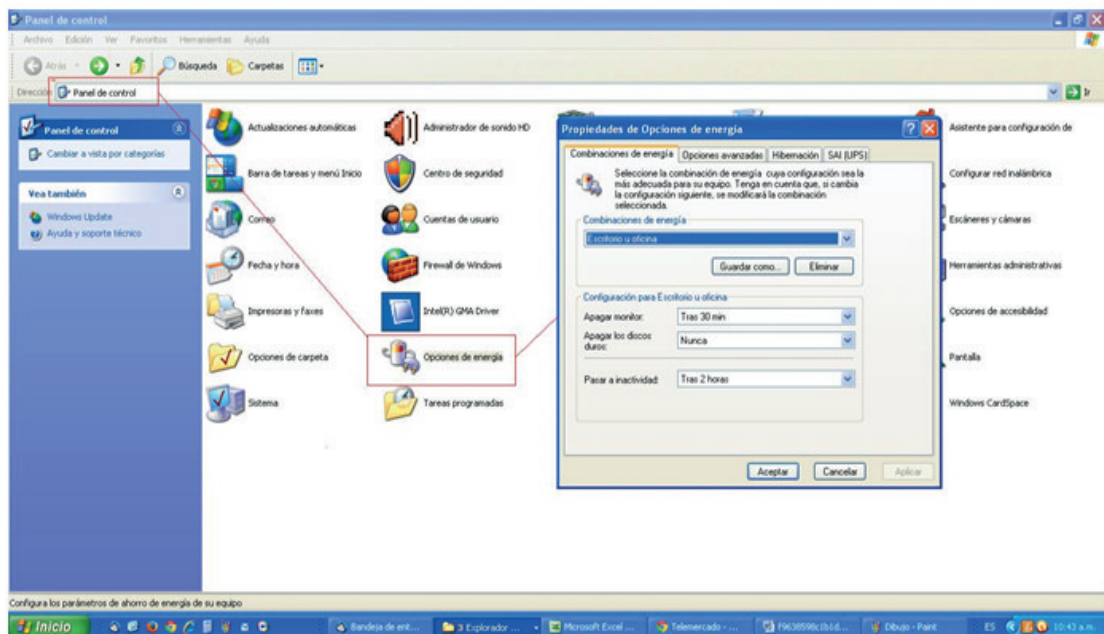 Panel de control
Archivo Edición Ver Favoritos Herramientas Ayuda
Atrás Búsqueda Carpetas
Dirección Panel de control Ir
Panel de control
Cambiar a vista por categorías
Vea también
Windows Update
Ayuda y soporte técnico
Actualizaciones automáticas
Administrador de sonido HD
Asistente para configuración de
Barra de tareas y menú Inicio
Centro de seguridad
Configurar red inalámbrica
Correo
Cuentas de usuario
Escáneres y cámaras
Fecha y hora
Firewall de Windows
Herramientas administrativas
Impresoras y faxes
Intel(R) GMA Driver
Opciones de accesibilidad
Opciones de carpeta
Opciones de energía
Pantalla
Sistema
Tareas programadas
Windows CardSpace
Propiedades de Opciones de energía
Combinaciones de energía Opciones avanzadas Hibernación SAI (UPS)
Seleccione la combinación de energía cuya configuración sea la
más adecuada para su equipo. Tenga en cuenta que, si cambia
la configuración siguiente, se modificará la combinación
seleccionada.
Combinaciones de energía
Escritorio u oficina
Guardar como... Eliminar
Configuración para Escritorio u oficina
Apagar monitor: Tras 30 min
Apagar los discos
duros: Nunca
Pasar a inactividad: Tras 2 horas
Aceptar Cancelar Aplicar
Configura los parámetros de ahorro de energía de su equipo
Inicio Bandeja de ent... 3 Explorador ... Microsoft Excel ... Telemercado - ... Dibujo - Paint ES 10:43 a.m.